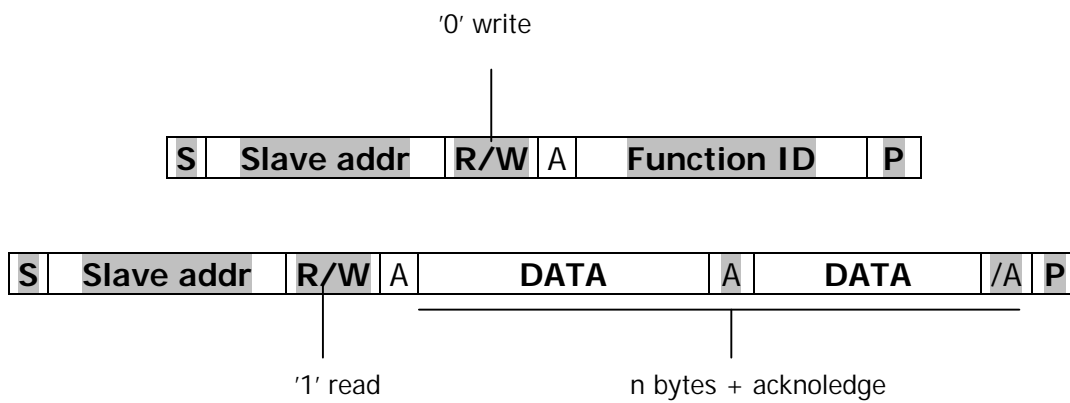 '0' write
S Slave addr R/W A Function ID P
S Slave addr R/W A DATA A DATA /A P
'1' read n bytes + acknoledge